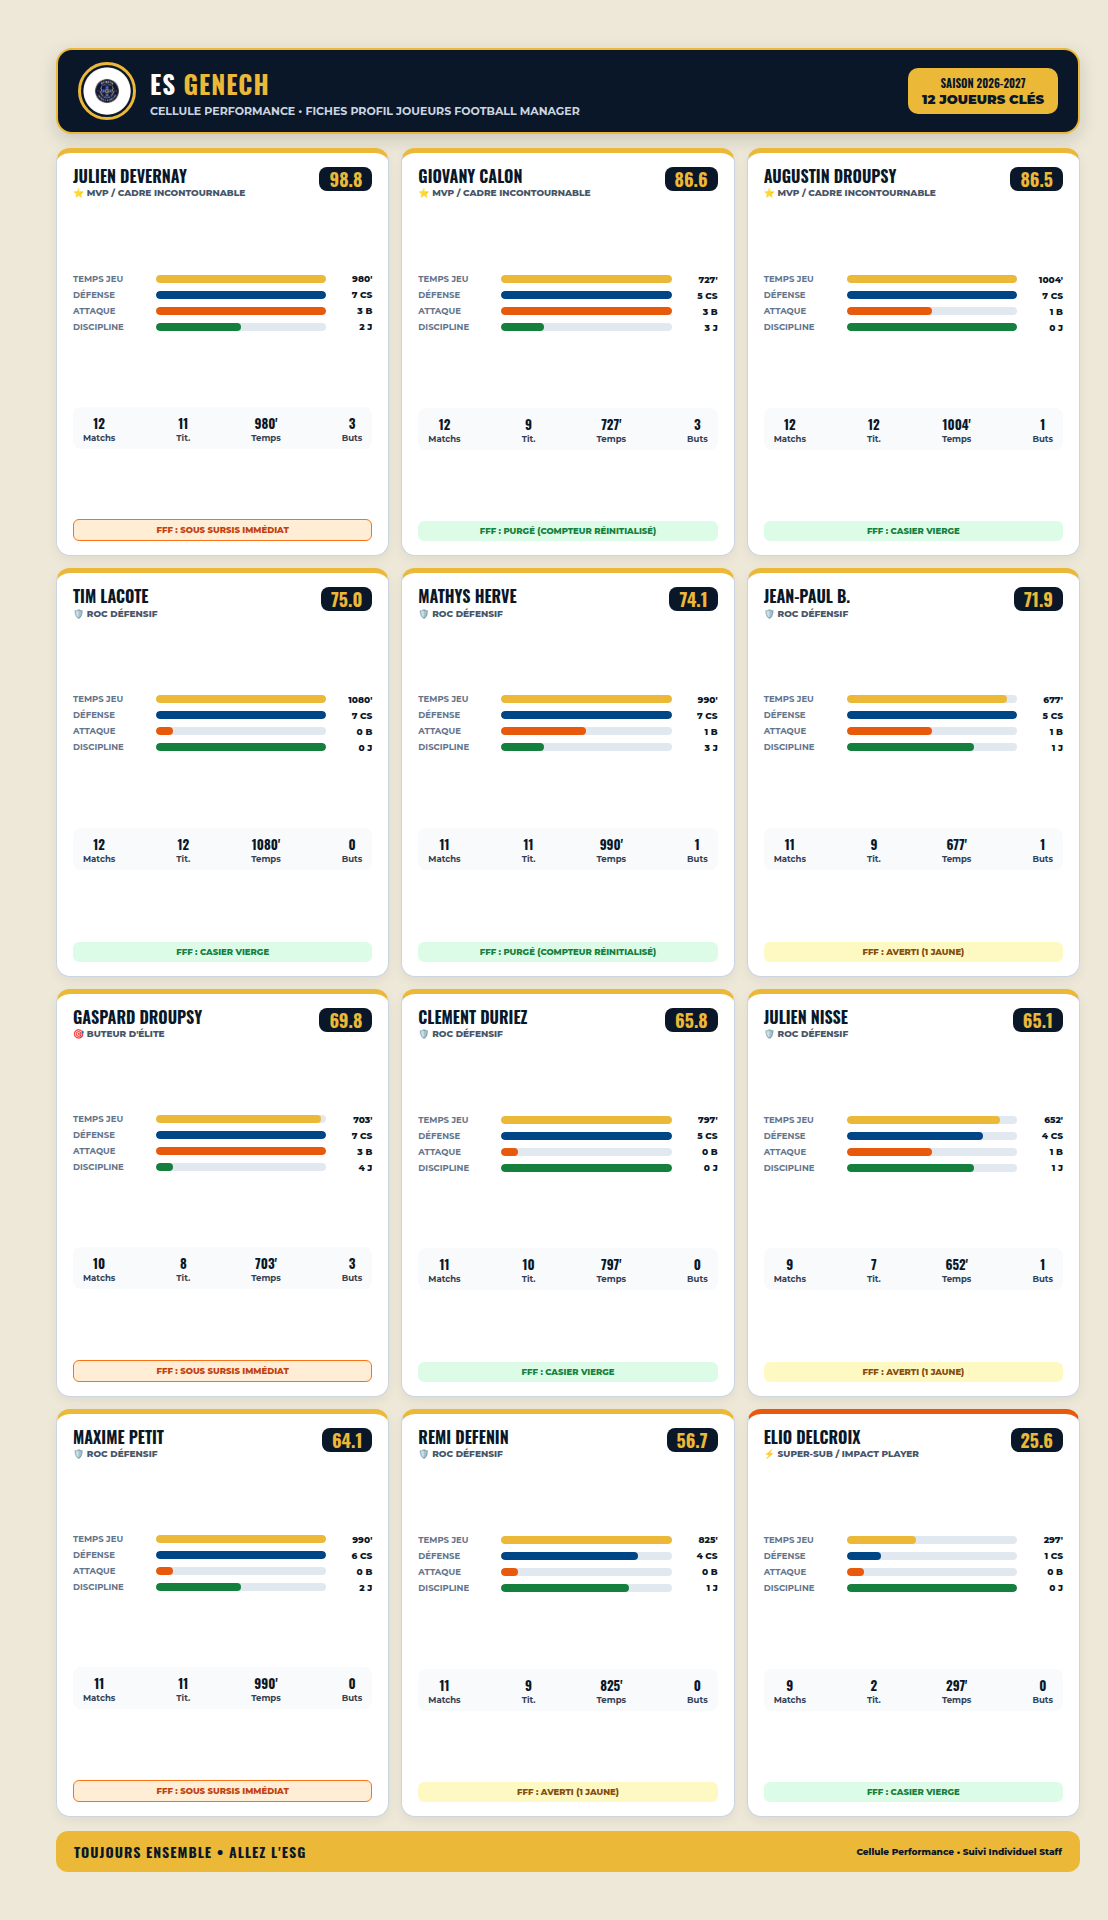 ES GENECH
CELLULE PERFORMANCE • FICHES PROFIL JOUEURS FOOTBALL MANAGER
SAISON 2026-2027
12 JOUEURS CLÉS
JULIEN DEVERNAY
98.8
⭐ MVP / CADRE INCONTOURNABLE
TEMPS JEU 980'
DÉFENSE 7 CS
ATTAQUE 3 B
DISCIPLINE 2 J
12 11 980' 3
Matchs Tit. Temps Buts
FFF : SOUS SURSIS IMMÉDIAT
GIOVANY CALON
86.6
⭐ MVP / CADRE INCONTOURNABLE
TEMPS JEU 727'
DÉFENSE 5 CS
ATTAQUE 3 B
DISCIPLINE 3 J
12 9 727' 3
Matchs Tit. Temps Buts
FFF : PURGÉ (COMPTEUR RÉINITIALISÉ)
AUGUSTIN DROUPSY
86.5
⭐ MVP / CADRE INCONTOURNABLE
TEMPS JEU 1004'
DÉFENSE 7 CS
ATTAQUE 1 B
DISCIPLINE 0 J
12 12 1004' 1
Matchs Tit. Temps Buts
FFF : CASIER VIERGE
TIM LACOTE
75.0
🛡️ ROC DÉFENSIF
TEMPS JEU 1080'
DÉFENSE 7 CS
ATTAQUE 0 B
DISCIPLINE 0 J
12 12 1080' 0
Matchs Tit. Temps Buts
FFF : CASIER VIERGE
MATHYS HERVE
74.1
🛡️ ROC DÉFENSIF
TEMPS JEU 990'
DÉFENSE 7 CS
ATTAQUE 1 B
DISCIPLINE 3 J
11 11 990' 1
Matchs Tit. Temps Buts
FFF : PURGÉ (COMPTEUR RÉINITIALISÉ)
JEAN-PAUL B.
71.9
🛡️ ROC DÉFENSIF
TEMPS JEU 677'
DÉFENSE 5 CS
ATTAQUE 1 B
DISCIPLINE 1 J
11 9 677' 1
Matchs Tit. Temps Buts
FFF : AVERTI (1 JAUNE)
GASPARD DROUPSY
69.8
🎯 BUTEUR D'ÉLITE
TEMPS JEU 703'
DÉFENSE 7 CS
ATTAQUE 3 B
DISCIPLINE 4 J
10 8 703' 3
Matchs Tit. Temps Buts
FFF : SOUS SURSIS IMMÉDIAT
CLEMENT DURIEZ
65.8
🛡️ ROC DÉFENSIF
TEMPS JEU 797'
DÉFENSE 5 CS
ATTAQUE 0 B
DISCIPLINE 0 J
11 10 797' 0
Matchs Tit. Temps Buts
FFF : CASIER VIERGE
JULIEN NISSE
65.1
🛡️ ROC DÉFENSIF
TEMPS JEU 652'
DÉFENSE 4 CS
ATTAQUE 1 B
DISCIPLINE 1 J
9 7 652' 1
Matchs Tit. Temps Buts
FFF : AVERTI (1 JAUNE)
MAXIME PETIT
64.1
🛡️ ROC DÉFENSIF
TEMPS JEU 990'
DÉFENSE 6 CS
ATTAQUE 0 B
DISCIPLINE 2 J
11 11 990' 0
Matchs Tit. Temps Buts
FFF : SOUS SURSIS IMMÉDIAT
REMI DEFENIN
56.7
🛡️ ROC DÉFENSIF
TEMPS JEU 825'
DÉFENSE 4 CS
ATTAQUE 0 B
DISCIPLINE 1 J
11 9 825' 0
Matchs Tit. Temps Buts
FFF : AVERTI (1 JAUNE)
ELIO DELCROIX
25.6
⚡ SUPER-SUB / IMPACT PLAYER
TEMPS JEU 297'
DÉFENSE 1 CS
ATTAQUE 0 B
DISCIPLINE 0 J
9 2 297' 0
Matchs Tit. Temps Buts
FFF : CASIER VIERGE
TOUJOURS ENSEMBLE • ALLEZ L'ESG
Cellule Performance • Suivi Individuel Staff